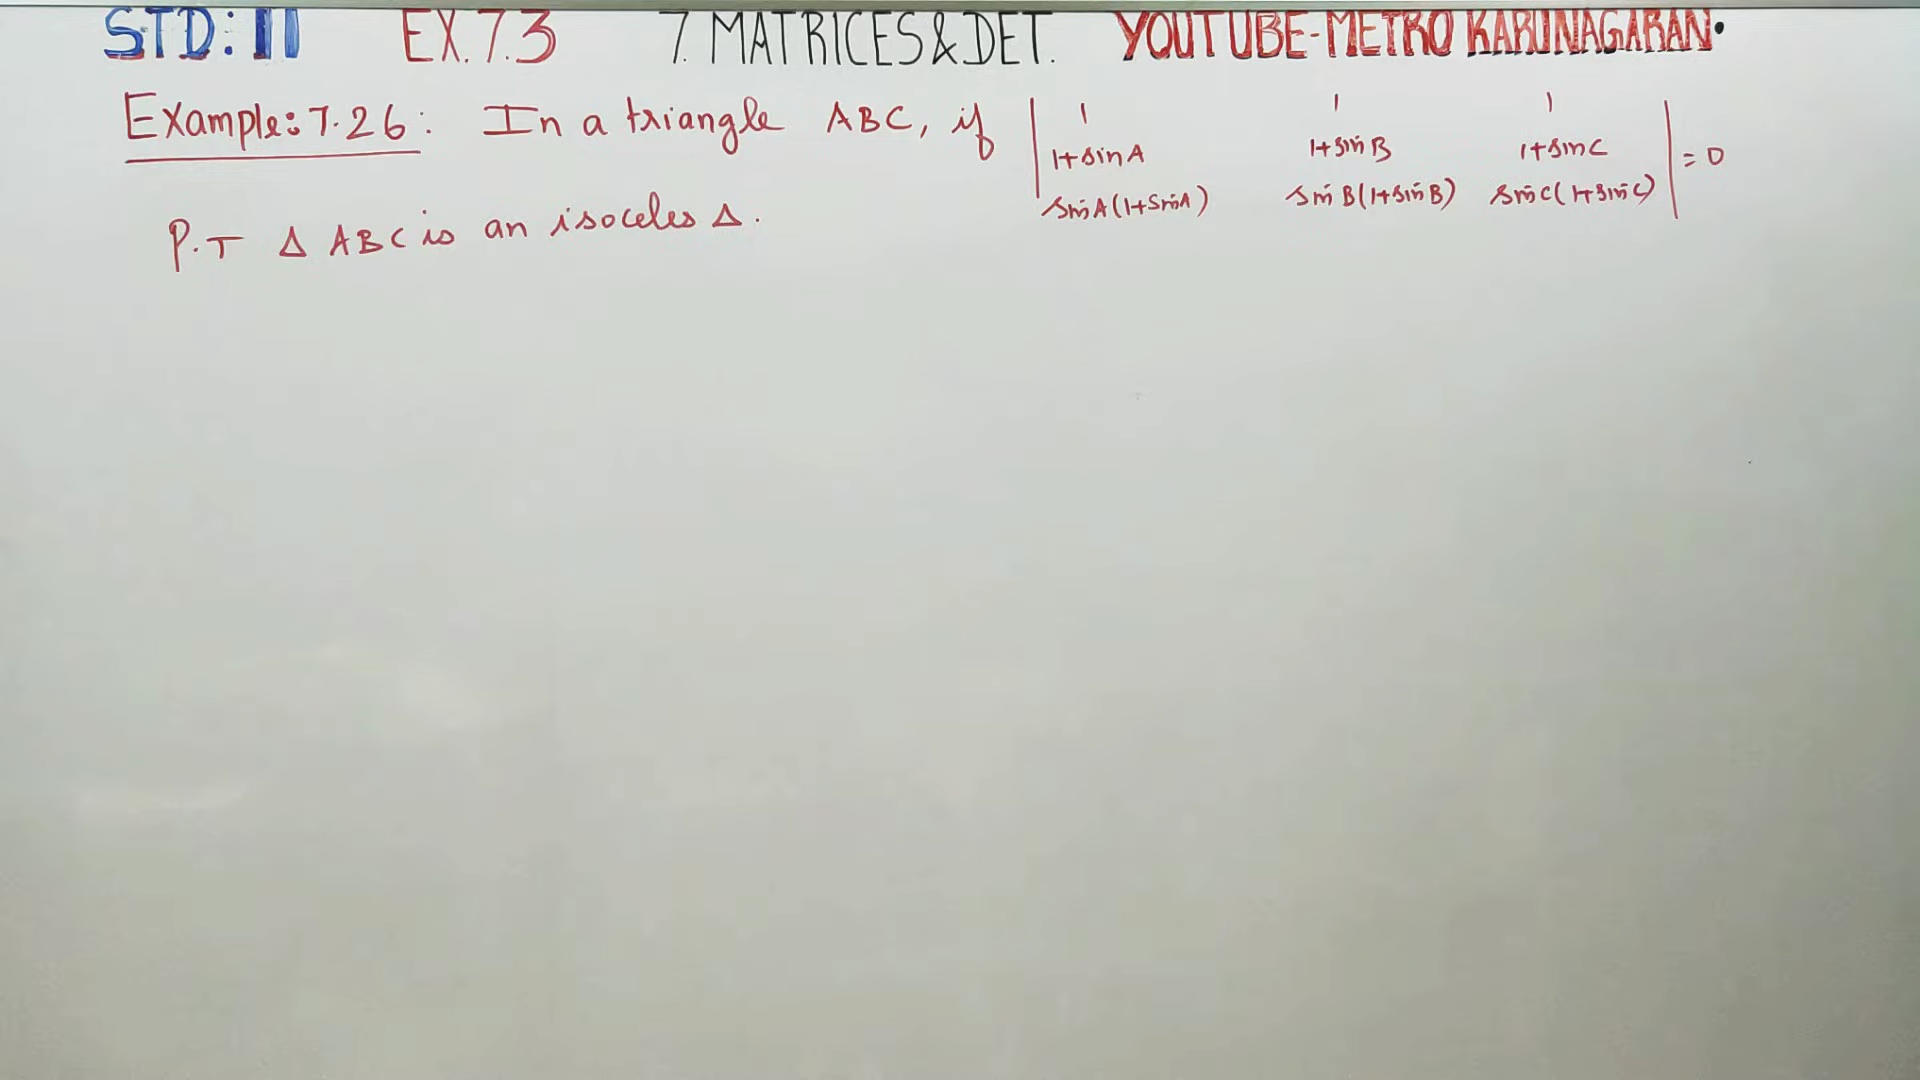 STD: 11 EX. 7.3 7. MATRICES & DET. YOUTUBE-METRO KARUNAGARAN.
Example: 7.26: In a triangle ABC, if | 1 1 1 |
1+sinA 1+sinB 1+sinC = 0
sinA(1+sinA) sinB(1+sinB) sinC(1+sinC)
P.T Δ ABC is an isoceles Δ.